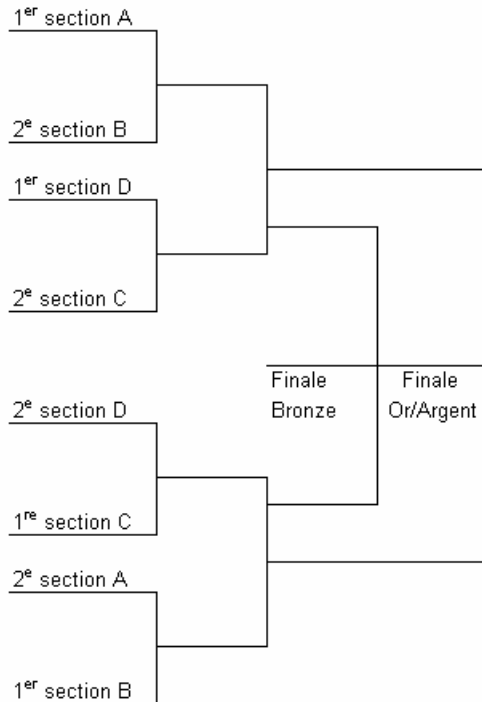 1er section A
2e section B
1er section D
2e section C
Finale
Bronze
Finale
Or/Argent
2e section D
1re section C
2e section A
1er section B